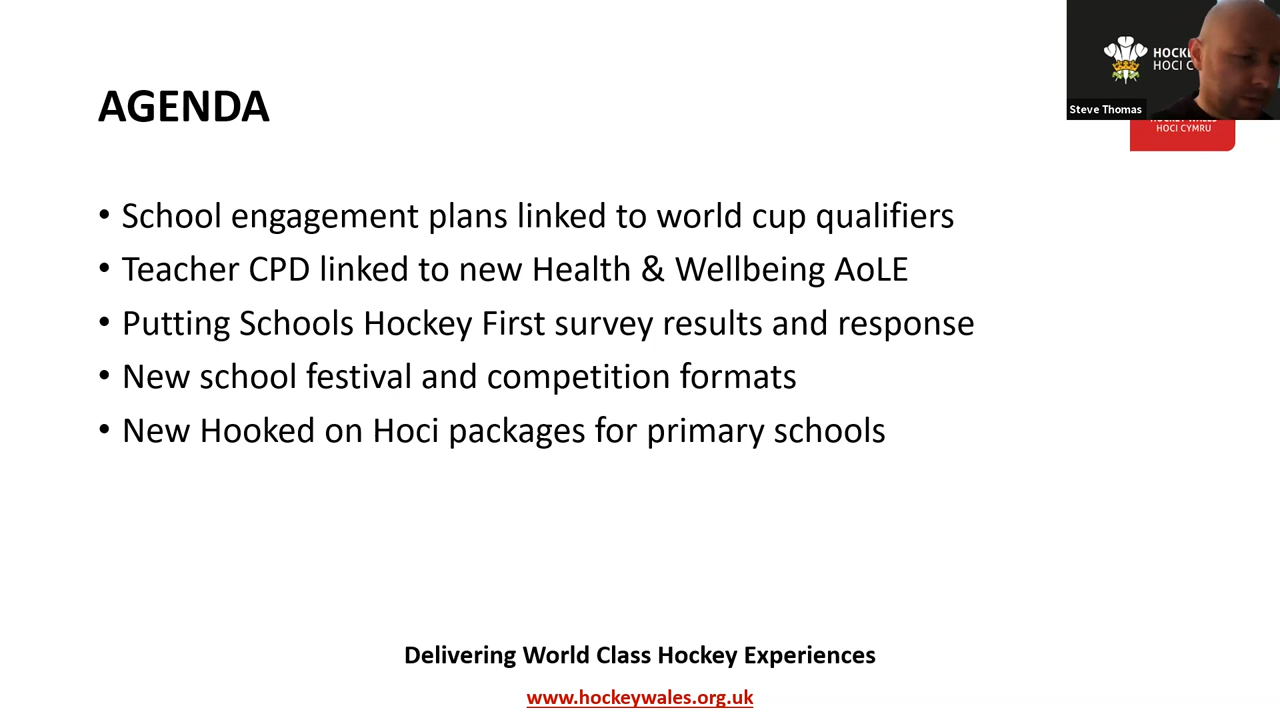 AGENDA
HOCI C
Steve Thomas
HOCI CYMRU
• School engagement plans linked to world cup qualifiers
• Teacher CPD linked to new Health & Wellbeing AoLE
• Putting Schools Hockey First survey results and response
• New school festival and competition formats
• New Hooked on Hoci packages for primary schools
Delivering World Class Hockey Experiences
www.hockeywales.org.uk